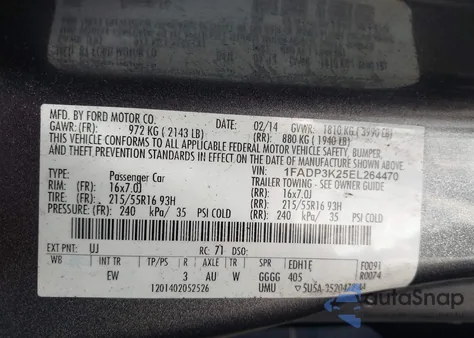 MFD. BY FORD MOTOR CO.
DATE: 02/14 GVWR: 1810 KG ( 3990 LB)
GAWR: (FR): 972 KG ( 2143 LB) (RR): 880 KG ( 1940 LB)
THIS VEHICLE CONFORMS TO ALL APPLICABLE FEDERAL MOTOR VEHICLE SAFETY, BUMPER,
AND THEFT PREVENTION STANDARDS IN EFFECT ON THE DATE OF MANUFACTURE SHOWN ABOVE.
VIN: 1FADP3K25EL264470
TYPE: Passenger Car TRAILER TOWING - SEE OWNER GUIDE
RIM: (FR) 16x7.0J (RR): 16x7.0J
TIRE: (FR) 215/55R16 93H (RR): 215/55R16 93H
PRESSURE: (FR) 240 kPa/ 35 PSI COLD (RR): 240 kPa/ 35 PSI COLD
EXT PNT: UJ RC: 71 DSO:
WB INT TR TP/PS R AXLE TR SPR EDH1E F0091
EW 3 AU W GGGG 405 R0074
1201402052526 UMU
autoSnap